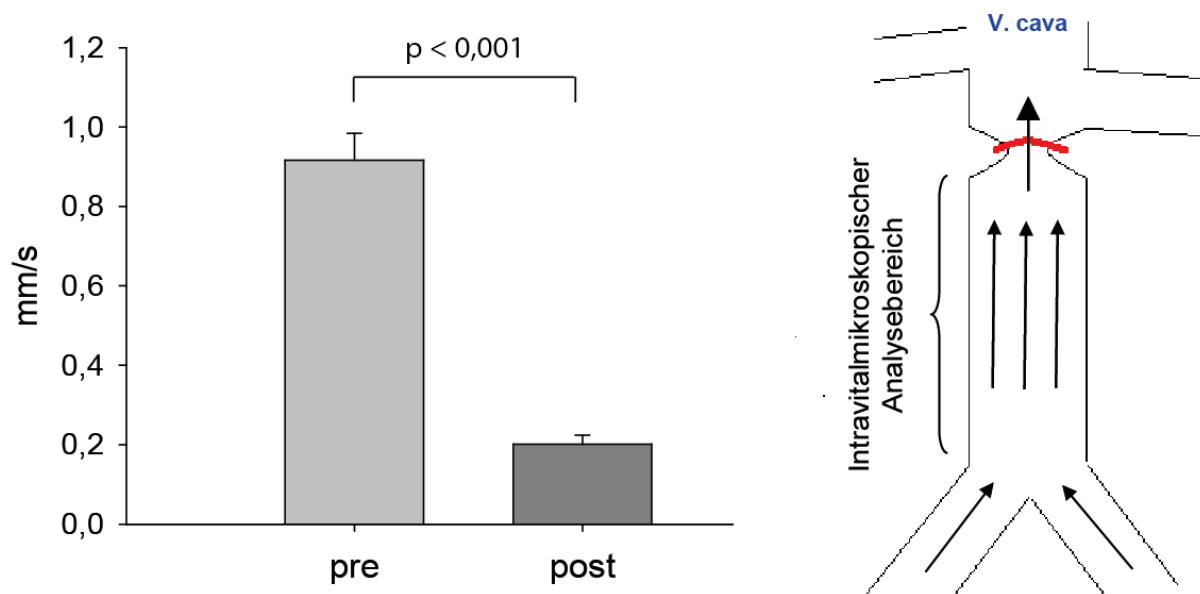 p < 0,001
1,2
1,0
0,8
0,6
0,4
0,2
0,0
mm/s
pre
post
V. cava
Intravitalmikroskopischer
Analysebereich